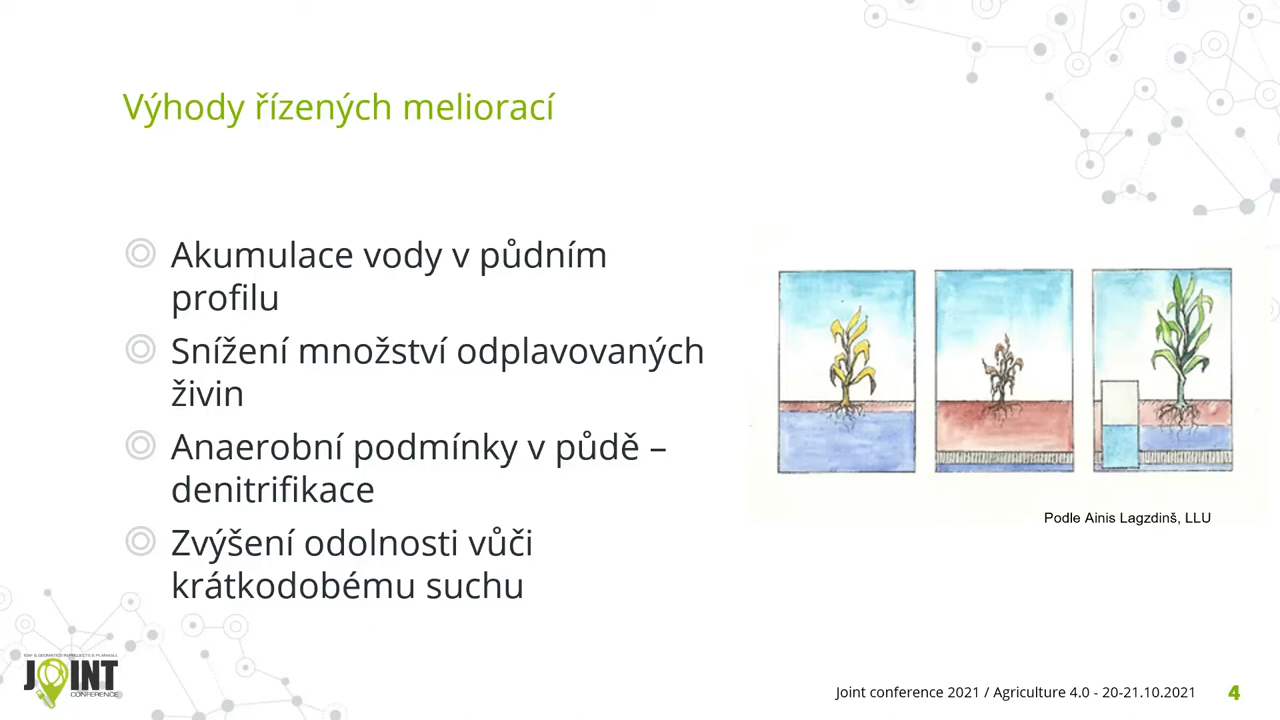 Výhody řízených meliorací
Akumulace vody v půdním
profilu
Snížení množství odplavovaných
živin
Anaerobní podmínky v půdě –
denitrifikace
Zvýšení odolnosti vůči
krátkodobému suchu
Podle Ainis Lagzdinš, LLU
JOINT
CONFERENCE
Joint conference 2021 / Agriculture 4.0 - 20-21.10.2021
4